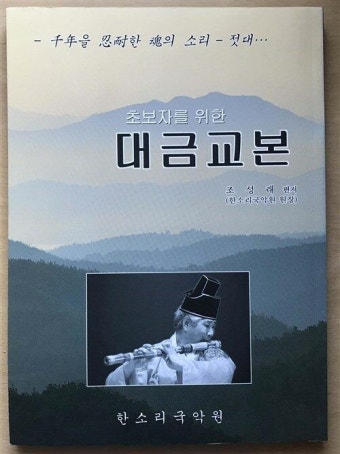 - 千年을 忍耐한 魂의 소리 - 젓대…
초보자를 위한
대금교본
조 성 래 편저
(한소리국악원 원장)
한소리국악원